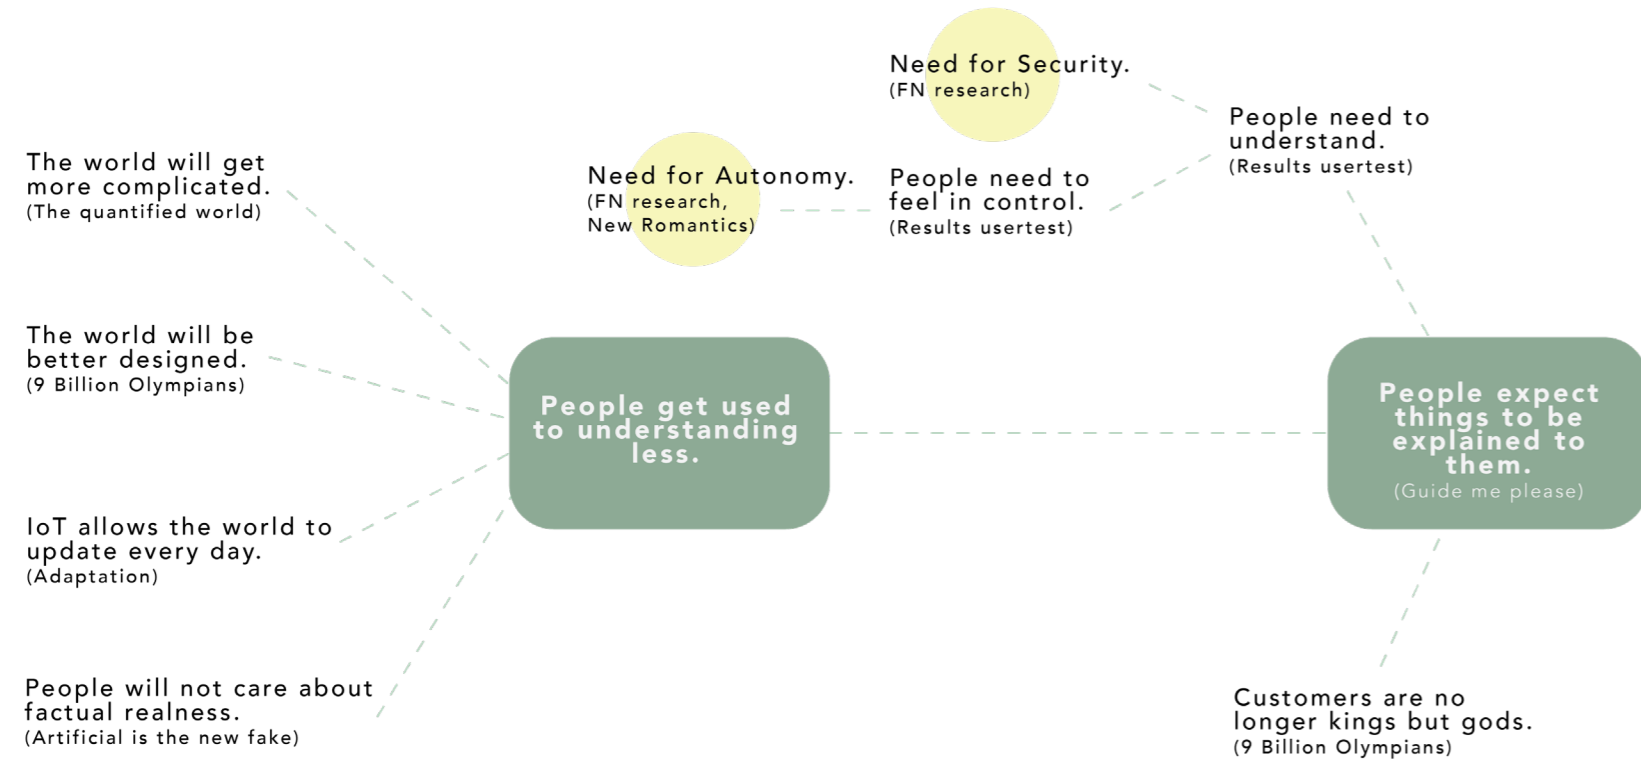 Need for Security.
(FN research)
People need to
understand.
(Results usertest)
The world will get
more complicated.
(The quantified world)
Need for Autonomy.
(FN research,
New Romantics)
People need to
feel in control.
(Results usertest)
The world will be
better designed.
(9 Billion Olympians)
People get used
to understanding
less.
People expect
things to be
explained to
them.
(Guide me please)
IoT allows the world to
update every day.
(Adaptation)
People will not care about
factual realness.
(Artificial is the new fake)
Customers are no
longer kings but gods.
(9 Billion Olympians)